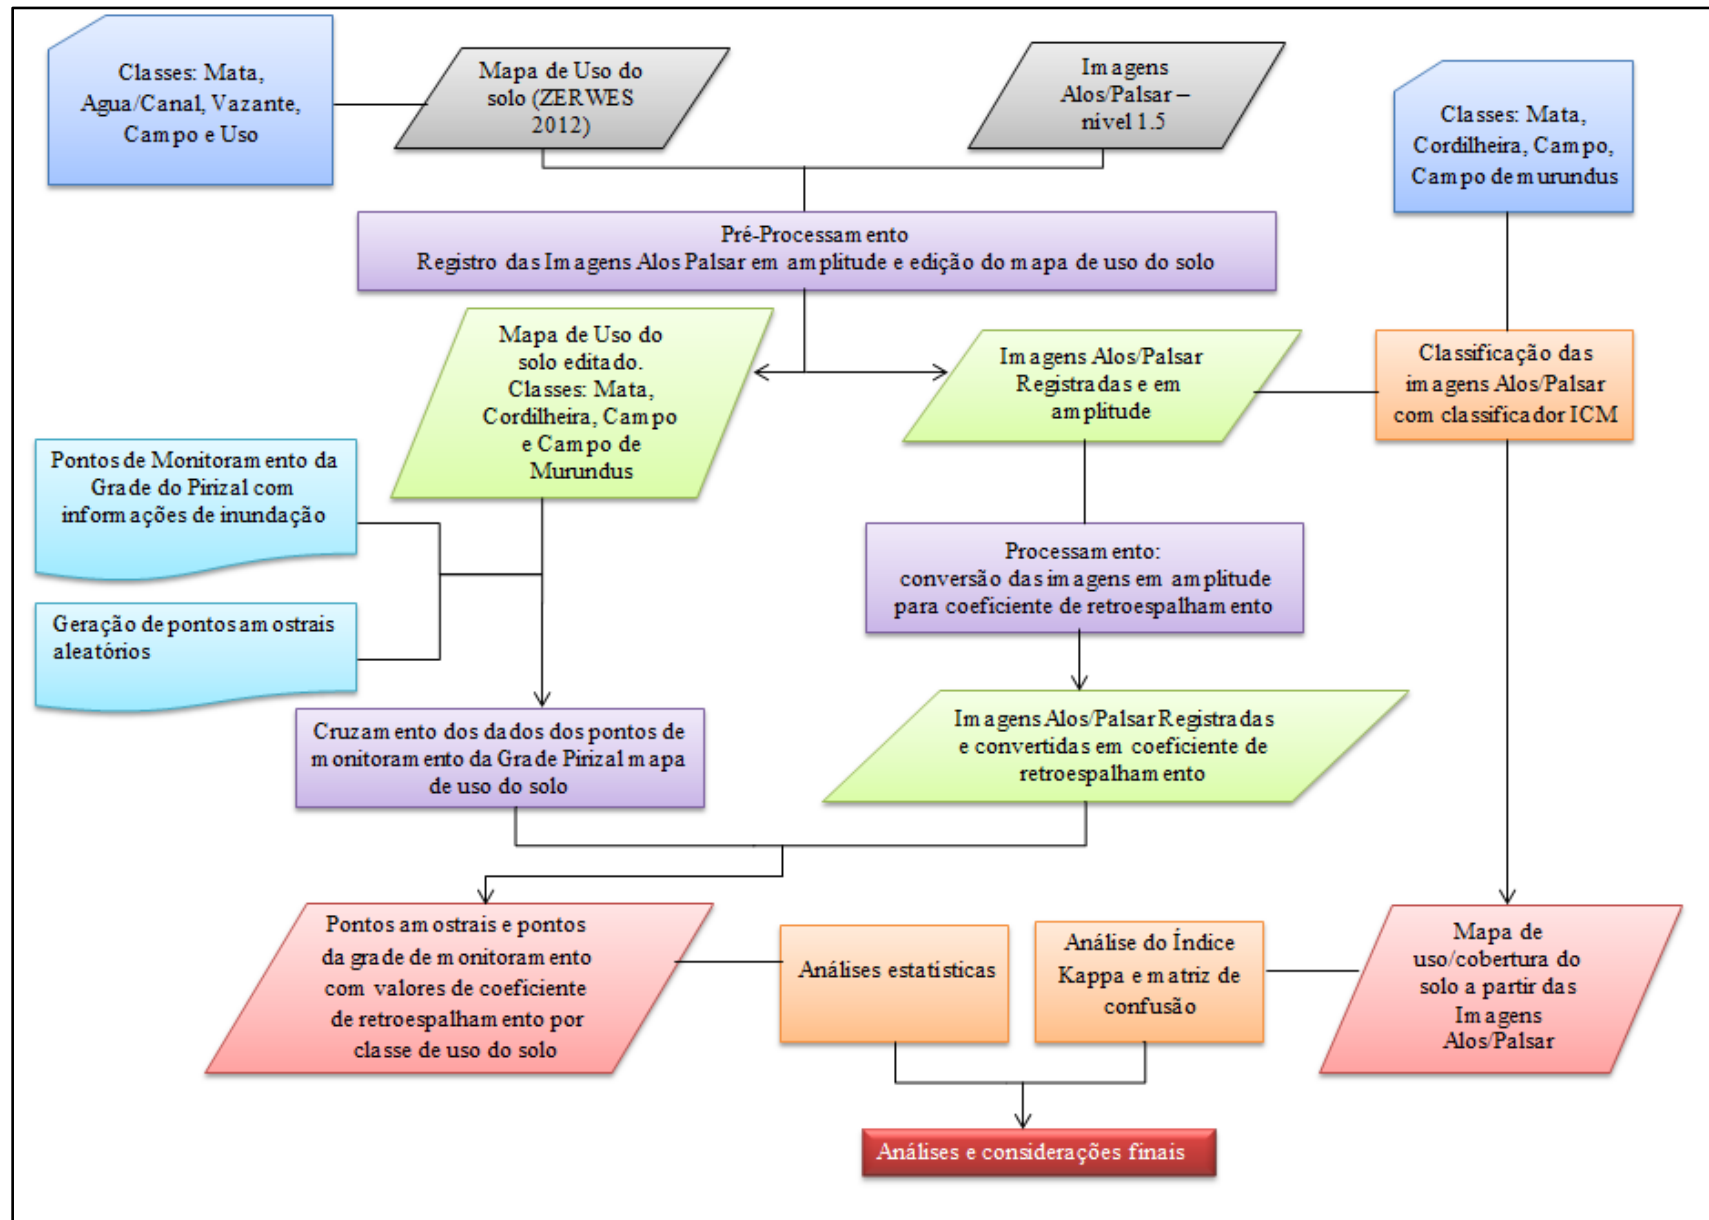 Classes: Mata,
Agua/Canal, Vazante,
Campo e Uso
Mapa de Uso do
solo (ZERWES
2012)
Imagens
Alos/Palsar –
nível 1.5
Classes: Mata,
Cordilheira, Campo,
Campo de murundus
Pré-Processamento
Registro das Imagens Alos Palsar em amplitude e edição do mapa de uso do solo
Mapa de Uso do
solo editado.
Classes: Mata,
Cordilheira, Campo
e Campo de
Murundus
Imagens Alos/Palsar
Registradas e em
amplitude
Classificação das
imagens Alos/Palsar
com classificador ICM
Pontos de Monitoramento da
Grade do Pirizal com
informações de inundação
Geração de pontos amostrais
aleatórios
Processamento:
conversão das imagens em amplitude
para coeficiente de retroespalhamento
Cruzamento dos dados dos pontos de
monitoramento da Grade Pirizal mapa
de uso do solo
Imagens Alos/Palsar Registradas
e convertidas em coeficiente de
retroespalhamento
Pontos amostrais e pontos
da grade de monitoramento
com valores de coeficiente
de retroespalhamento por
classe de uso do solo
Análises estatísticas
Análise do Índice
Kappa e matriz de
confusão
Mapa de
uso/cobertura do
solo a partir das
Imagens
Alos/Palsar
Análises e considerações finais